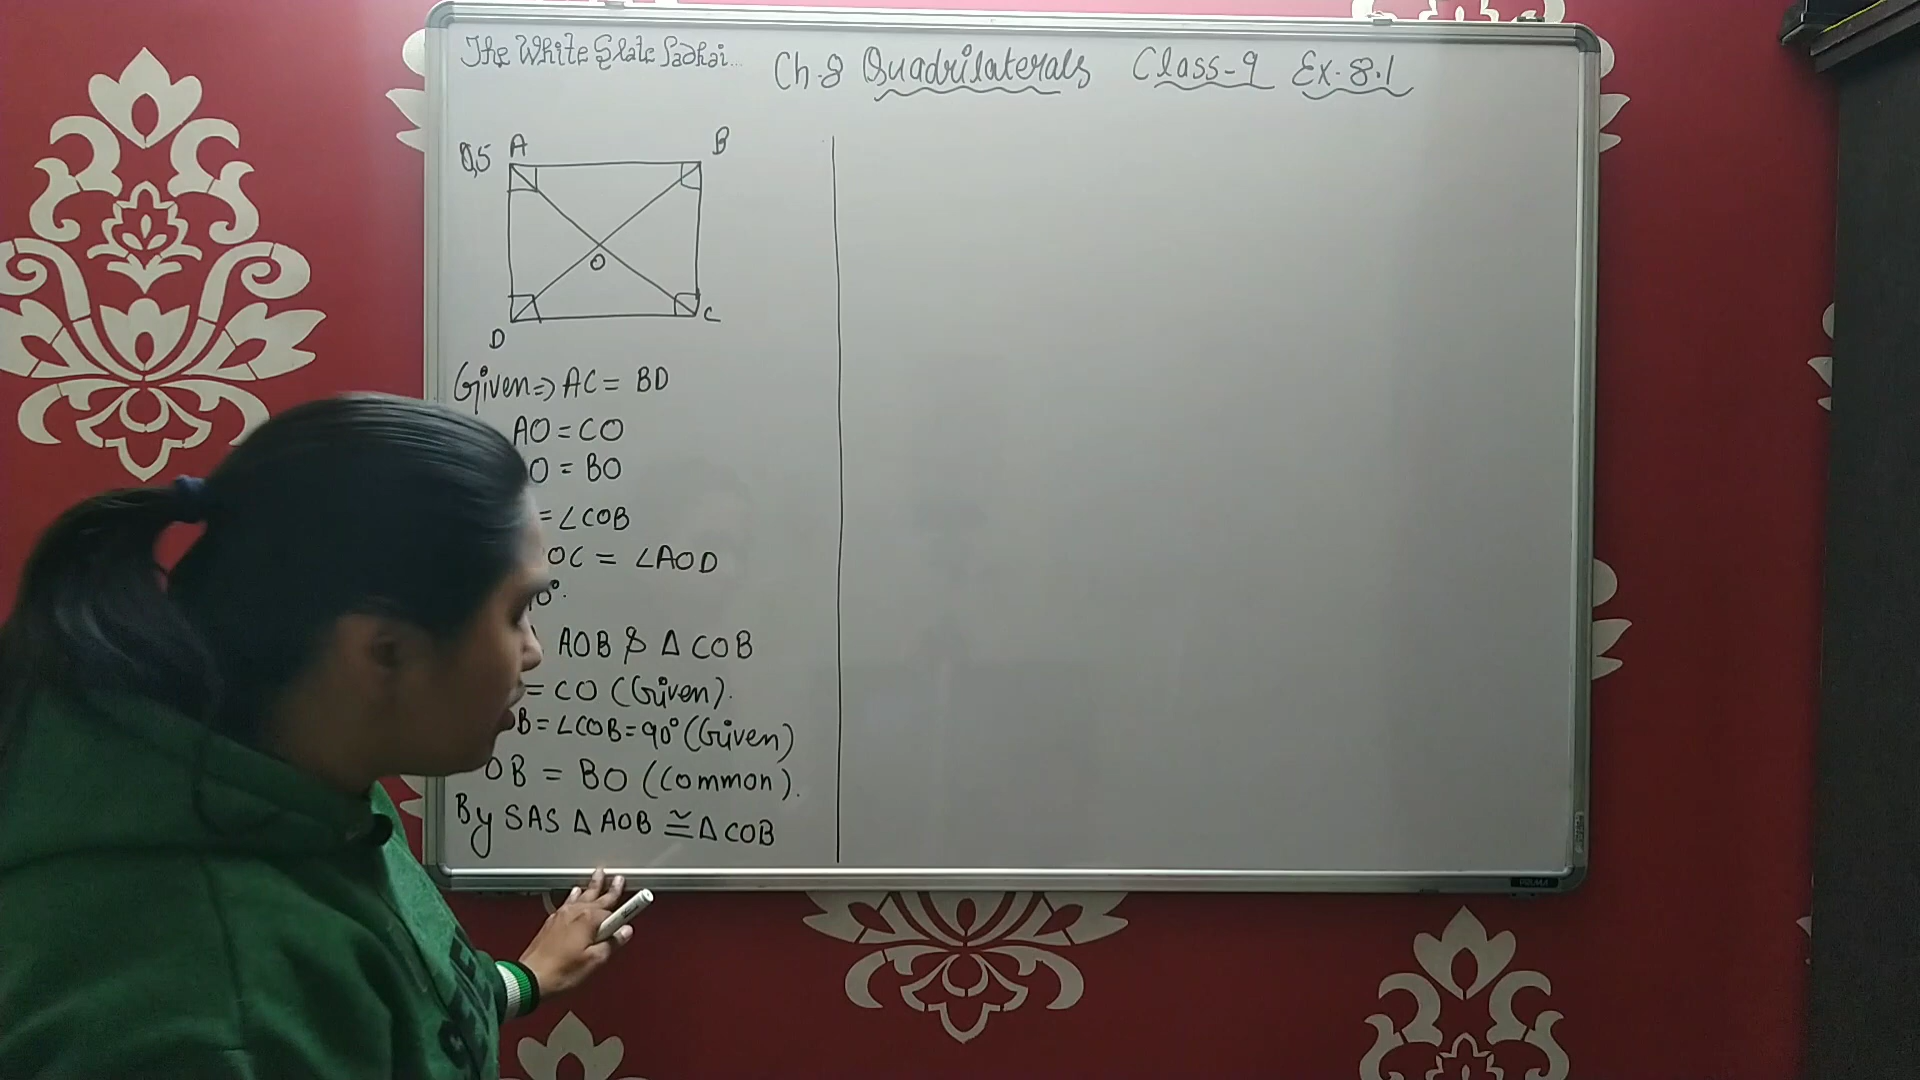 The White Slate Padhai...
Ch.8 Quadrilaterals Class-9 Ex.8.1
Q.5
A
B
O
D
C
Given=> AC = BD
AO = CO
O = BO
= ∠COB
OC = ∠AOD
90°.
AOB & Δ COB
= CO (Given).
B = ∠COB = 90° (Given)
OB = BO (Common).
By SAS Δ AOB ≅ Δ COB